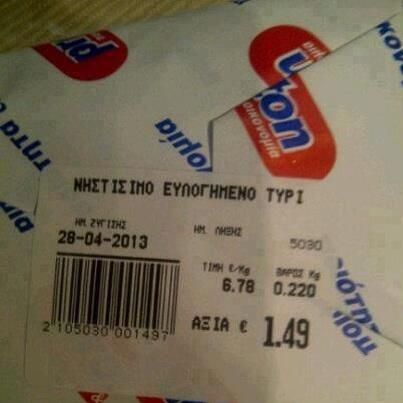 ΝΗΣΤΙΣΙΜΟ ΕΥΛΟΓΗΜΕΝΟ ΤΥΡΙ
ΗΜ. ΖΥΓΙΣΗΣ
ΗΜ. ΛΗΞΗΣ
28-04-2013
5030
ΤΙΜΗ €/Kg
ΒΑΡΟΣ Kg
6.78
0.220
ΑΞΙΑ €
1.49
2 105030 001497
οικονομία